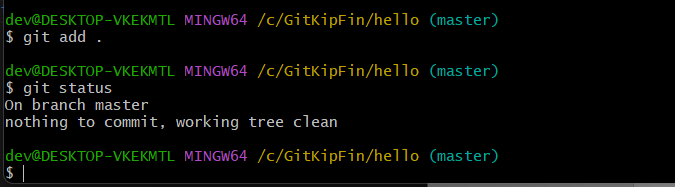 dev@DESKTOP-VKEKMTL MINGW64 /c/GitKipFin/hello (master)
$ git add .
dev@DESKTOP-VKEKMTL MINGW64 /c/GitKipFin/hello (master)
$ git status
On branch master
nothing to commit, working tree clean
dev@DESKTOP-VKEKMTL MINGW64 /c/GitKipFin/hello (master)
$